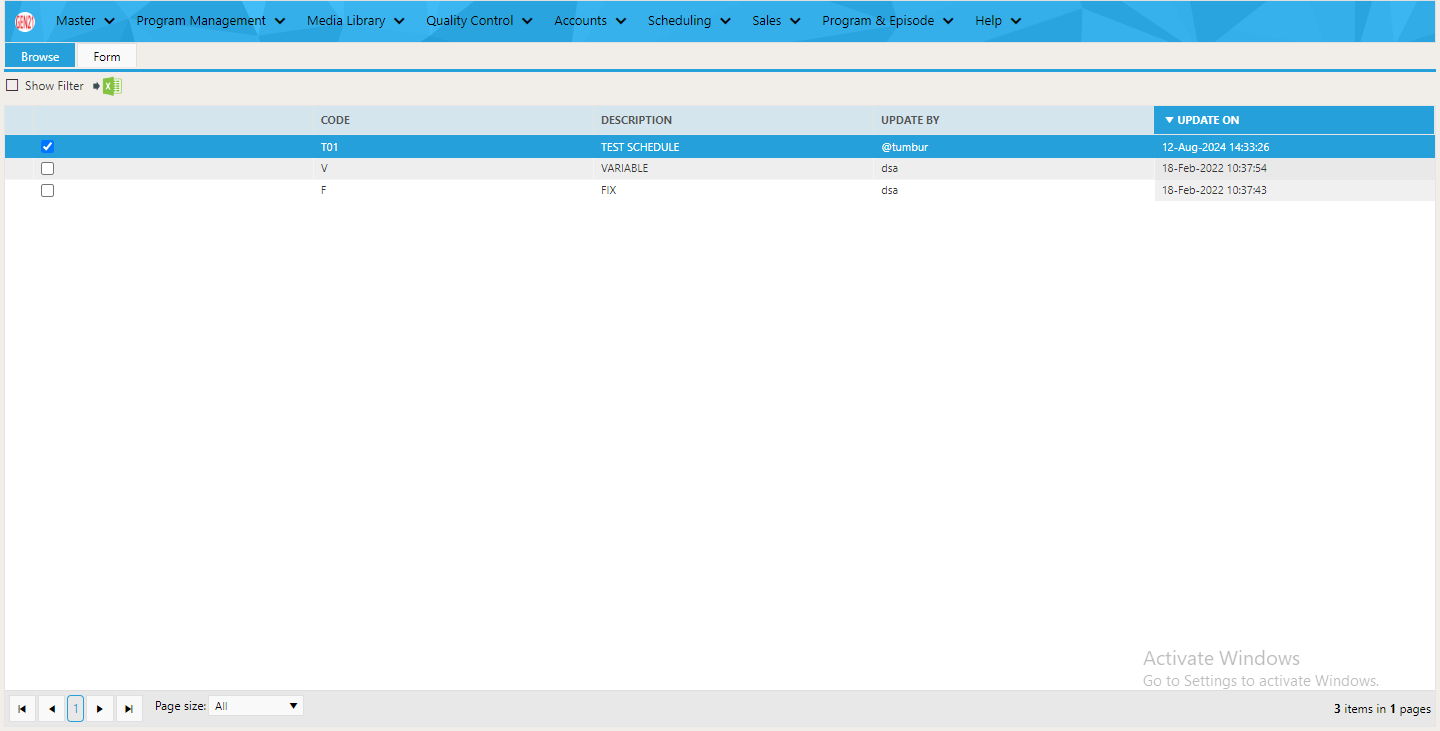 GEN21 Master Program Management Media Library Quality Control Accounts Scheduling Sales Program & Episode Help
Browse Form
Show Filter
CODE DESCRIPTION UPDATE BY UPDATE ON
T01 TEST SCHEDULE @tumbur 12-Aug-2024 14:33:26
V VARIABLE dsa 18-Feb-2022 10:37:54
F FIX dsa 18-Feb-2022 10:37:43
Activate Windows
Go to Settings to activate Windows.
1 Page size: All 3 items in 1 pages